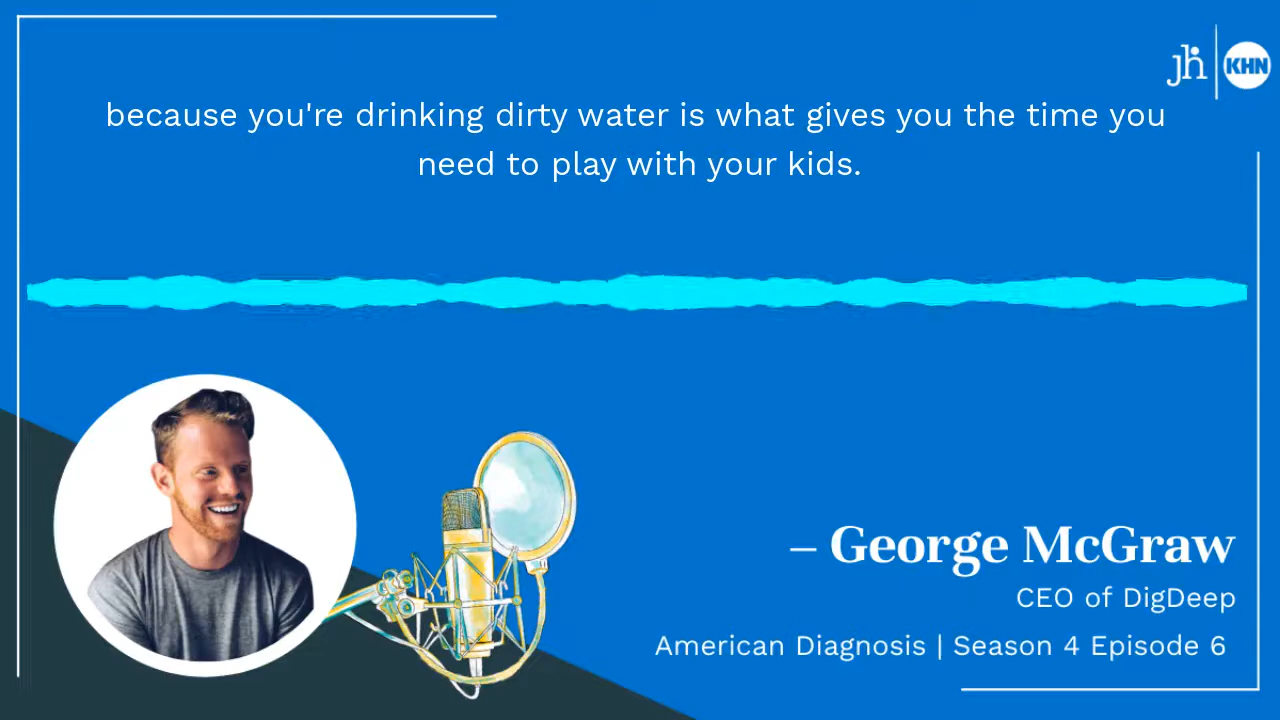 jh | KHN
because you're drinking dirty water is what gives you the time you
need to play with your kids.
– George McGraw
CEO of DigDeep
American Diagnosis | Season 4 Episode 6